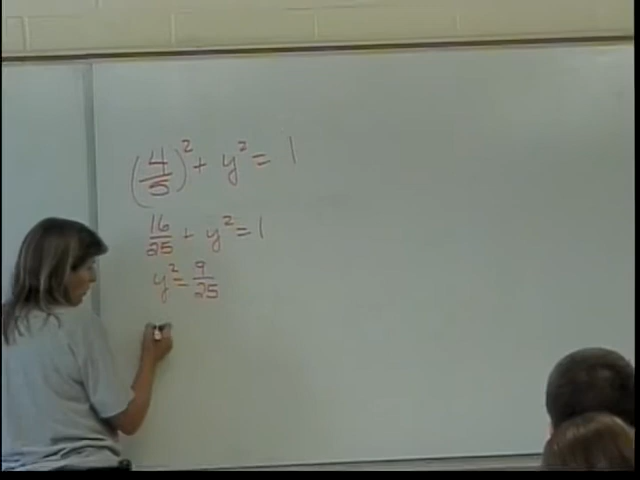 (4/5)² + y² = 1
16/25 + y² = 1
y² = 9/25